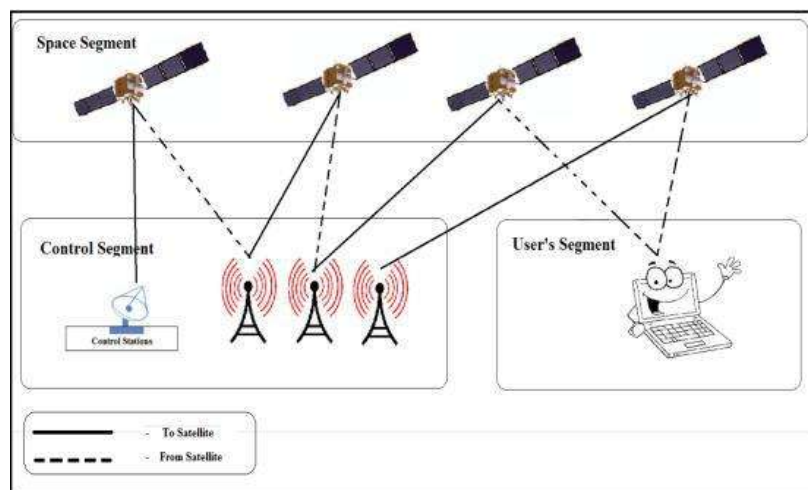 Space Segment
Control Segment
User's Segment
Control Stations
- To Satellite
- From Satellite